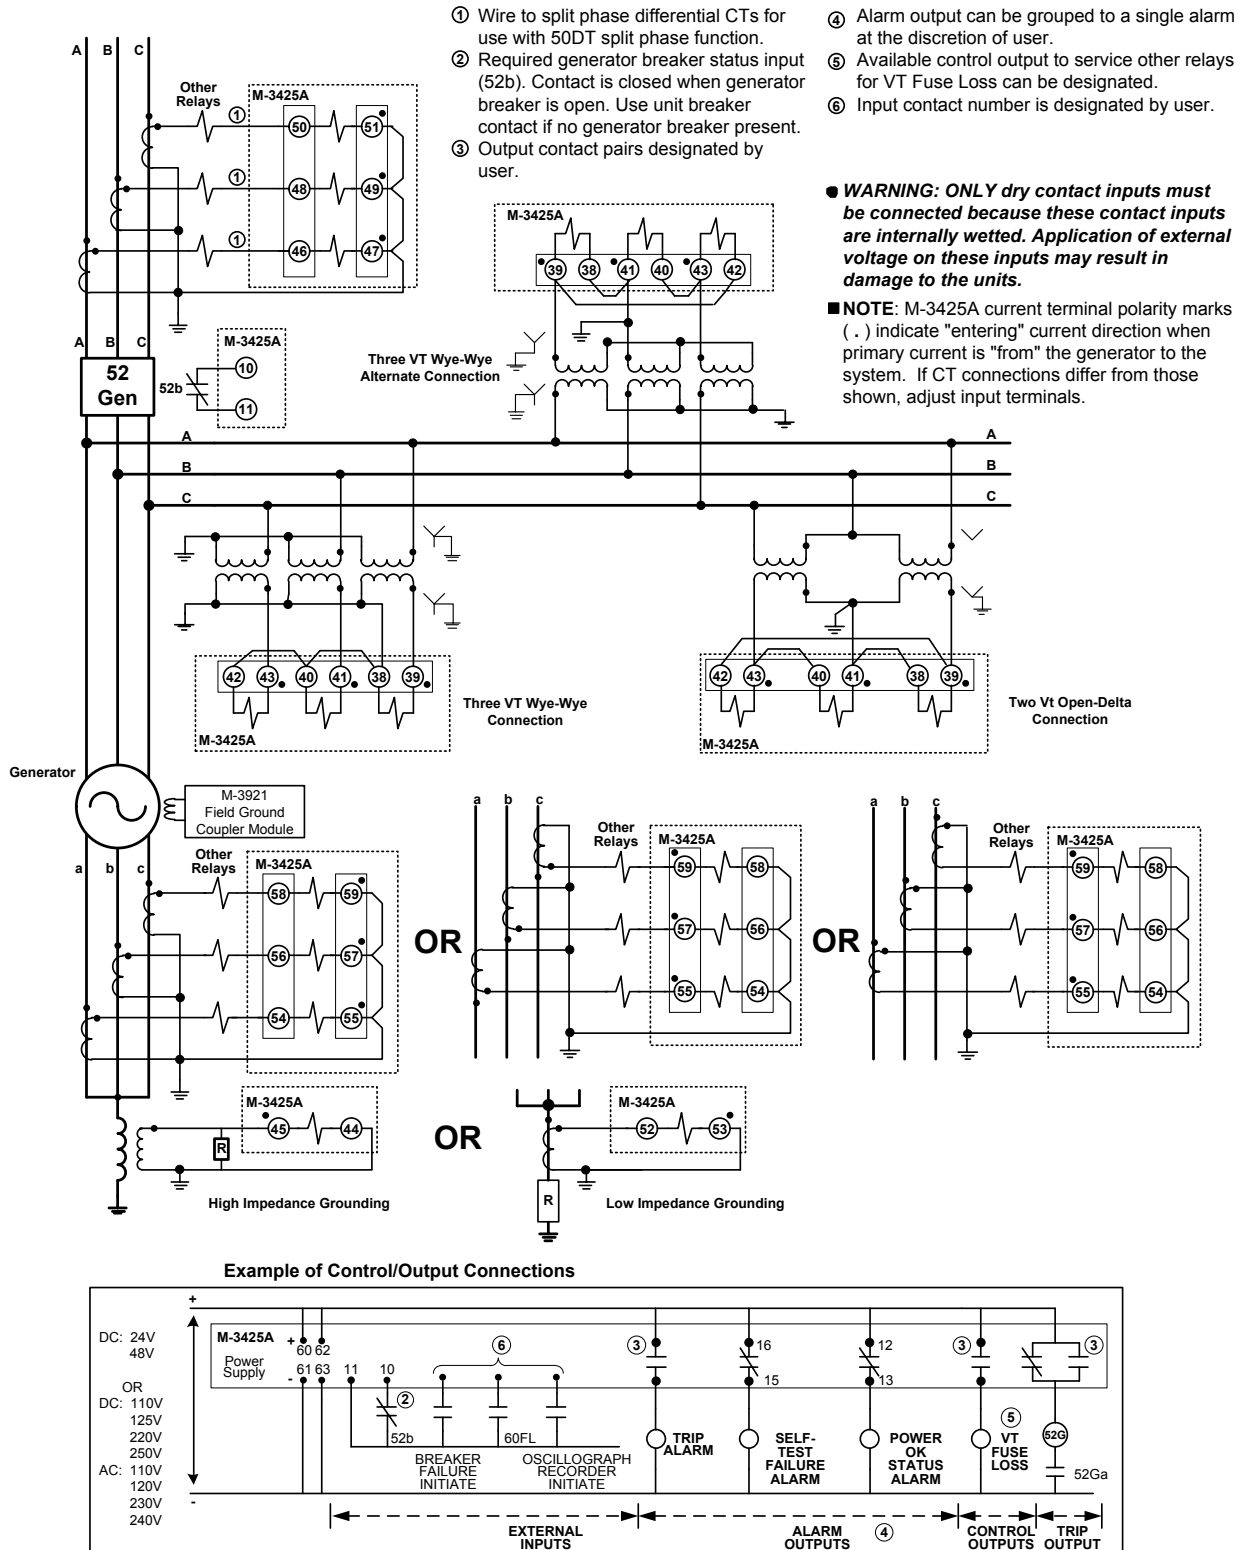 ① Wire to split phase differential CTs for
use with 50DT split phase function.
② Required generator breaker status input
(52b). Contact is closed when generator
breaker is open. Use unit breaker
contact if no generator breaker present.
③ Output contact pairs designated by
user.
④ Alarm output can be grouped to a single alarm
at the discretion of user.
⑤ Available control output to service other relays
for VT Fuse Loss can be designated.
⑥ Input contact number is designated by user.
● WARNING: ONLY dry contact inputs must
be connected because these contact inputs
are internally wetted. Application of external
voltage on these inputs may result in
damage to the units.
■ NOTE: M-3425A current terminal polarity marks
( . ) indicate "entering" current direction when
primary current is "from" the generator to the
system. If CT connections differ from those
shown, adjust input terminals.
A B C
Other
Relays
M-3425A
① 50 51
① 48 49
① 46 47
A B C
52
Gen
52b
M-3425A
10
11
M-3425A
39 38 41 40 43 42
Three VT Wye-Wye
Alternate Connection
A
B
C
A
B
C
42 43 40 41 38 39
M-3425A
Three VT Wye-Wye
Connection
42 43 40 41 38 39
M-3425A
Two Vt Open-Delta
Connection
Generator
M-3921
Field Ground
Coupler Module
a b c
Other
Relays
M-3425A
58 59
56 57
54 55
OR
a b c
Other
Relays
M-3425A
59 58
57 56
55 54
OR
a b c
Other
Relays
M-3425A
59 58
57 56
55 54
M-3425A
45 44
R
High Impedance Grounding
OR
M-3425A
52 53
R
Low Impedance Grounding
Example of Control/Output Connections
+
DC: 24V
48V
OR
DC: 110V
125V
220V
250V
AC: 110V
120V
230V
240V
-
M-3425A
Power
Supply
+ 60 62
- 61 63 11 10
②
52b
⑥
BREAKER
FAILURE
INITIATE
60FL
OSCILLOGRAPH
RECORDER
INITIATE
③
TRIP
ALARM
16
15
SELF-
TEST
FAILURE
ALARM
12
13
POWER
OK
STATUS
ALARM
③
⑤
VT
FUSE
LOSS
③
52G
52Ga
EXTERNAL
INPUTS
ALARM
OUTPUTS
④
CONTROL
OUTPUTS
TRIP
OUTPUT